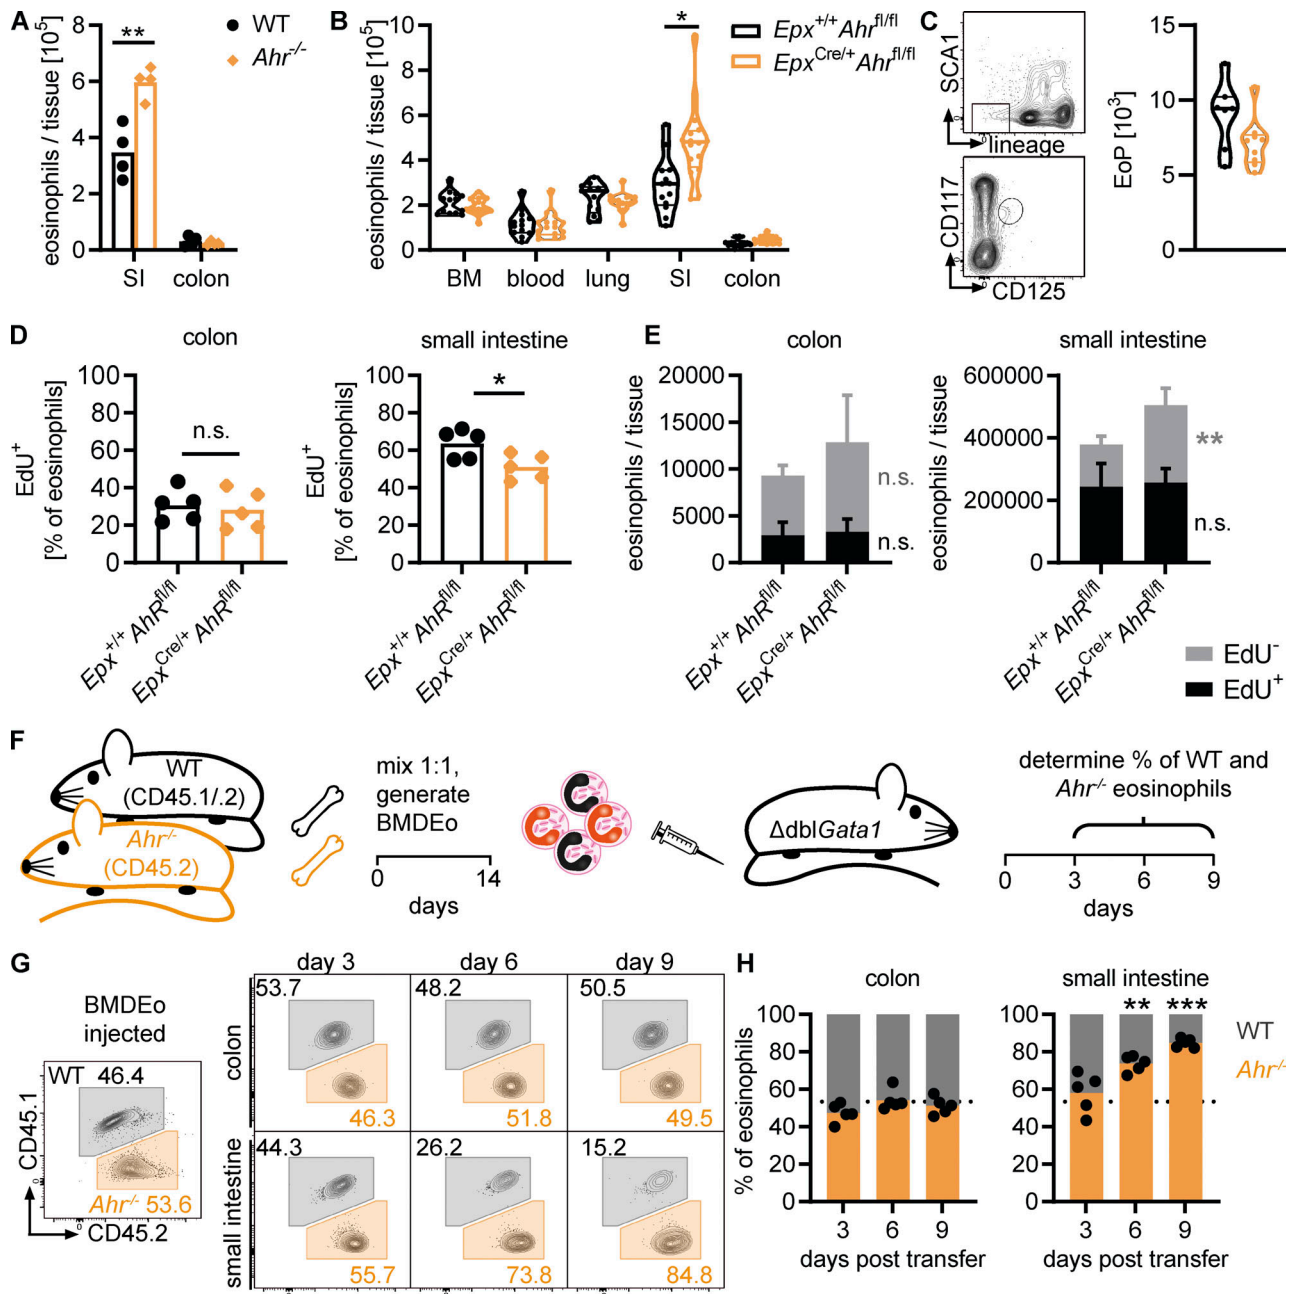 A
eosinophils / tissue [10⁵]
8
6
4
2
0
**
WT
Ahr-/-
SI
colon
B
eosinophils / tissue [10⁵]
10
8
6
4
2
0
*
Epx+/+ Ahrfl/fl
EpxCre/+ Ahrfl/fl
BM
blood
lung
SI
colon
C
SCA1
0
0
lineage
CD117
0
0
CD125
EoP [10³]
15
10
5
0
D
colon
EdU+
[% of eosinophils]
100
80
60
40
20
0
n.s.
Epx+/+ AhRfl/fl
EpxCre/+ AhRfl/fl
small intestine
EdU+
[% of eosinophils]
100
80
60
40
20
0
*
Epx+/+ AhRfl/fl
EpxCre/+ AhRfl/fl
E
colon
eosinophils / tissue
20000
15000
10000
5000
0
n.s.
n.s.
Epx+/+ AhRfl/fl
EpxCre/+ AhRfl/fl
small intestine
eosinophils / tissue
600000
400000
200000
0
**
n.s.
Epx+/+ AhRfl/fl
EpxCre/+ AhRfl/fl
EdU-
EdU+
F
WT
(CD45.1/.2)
Ahr-/-
(CD45.2)
mix 1:1,
generate
BMDEo
0 14
days
ΔdblGata1
determine % of WT and
Ahr-/- eosinophils
0 3 6 9
days
G
BMDEo
injected
WT 46.4
Ahr-/- 53.6
CD45.1
0
0
CD45.2
day 3 day 6 day 9
colon
53.7 48.2 50.5
46.3 51.8 49.5
small intestine
44.3 26.2 15.2
55.7 73.8 84.8
H
colon
% of eosinophils
100
80
60
40
20
0
3 6 9
days post transfer
small intestine
** ***
100
80
60
40
20
0
3 6 9
days post transfer
WT
Ahr-/-